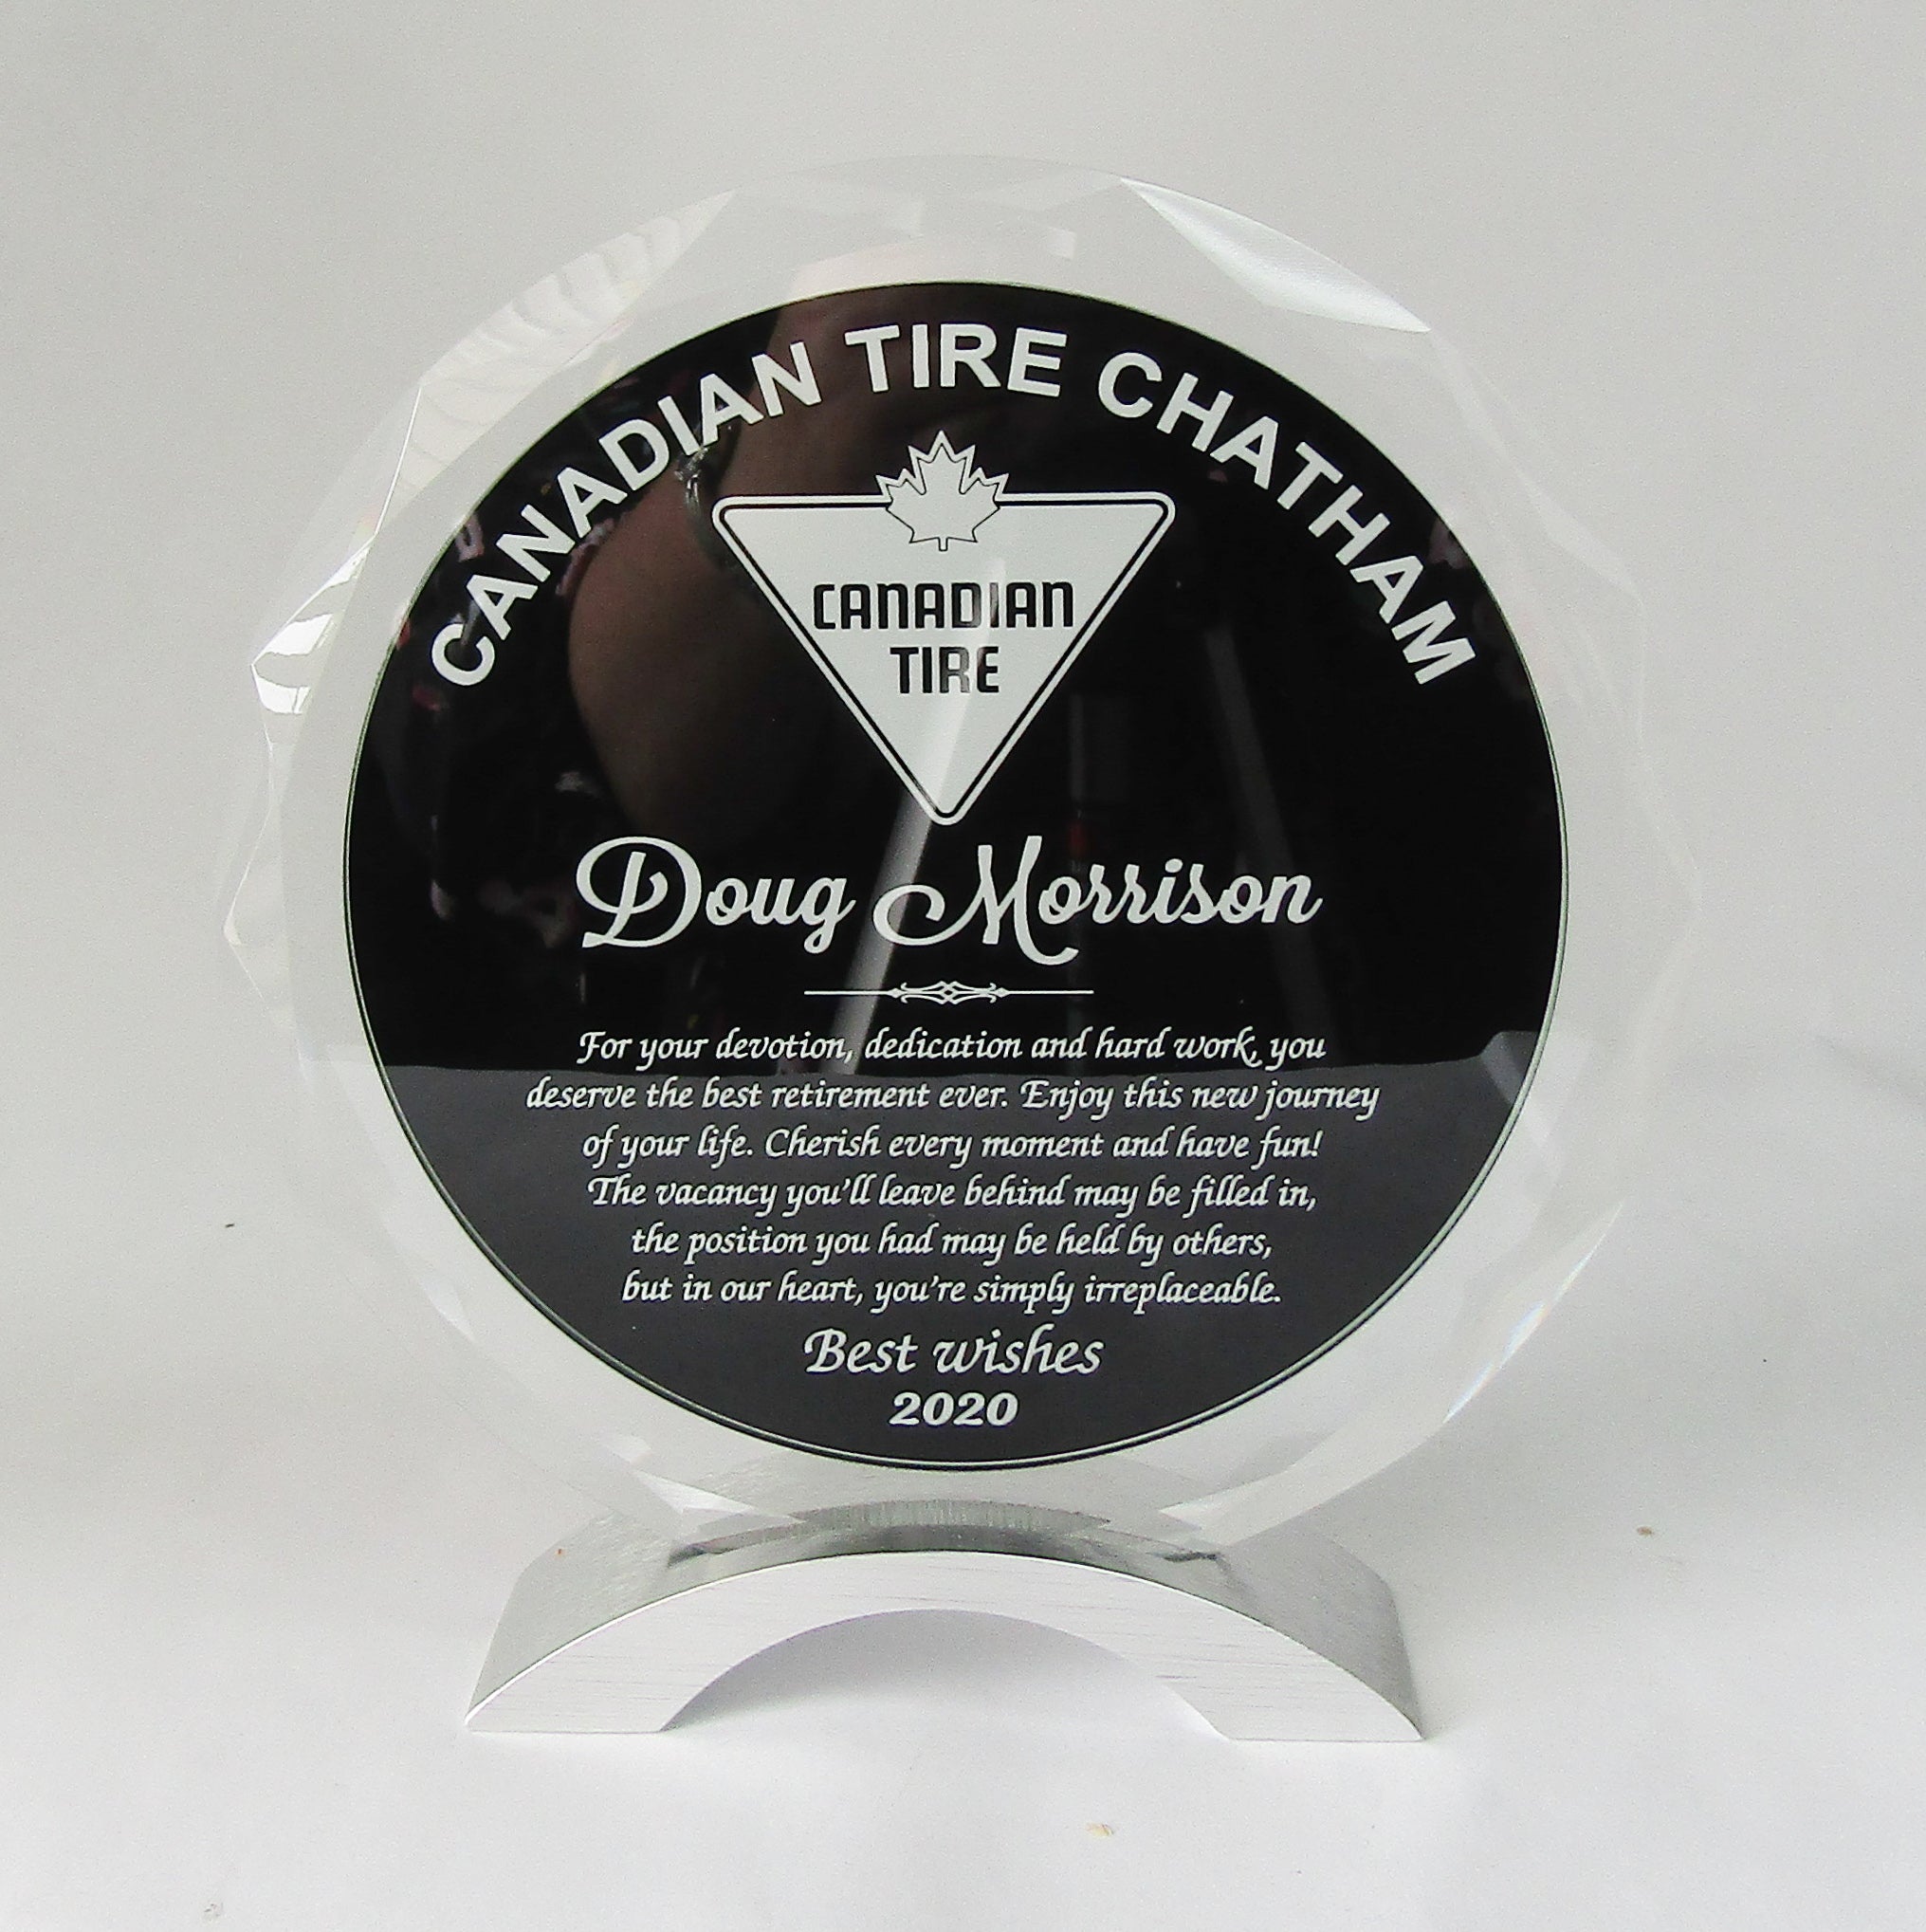 CANADIAN TIRE CHATHAM
CANADIAN
TIRE
Doug Morrison
For your devotion, dedication and hard work, you
deserve the best retirement ever. Enjoy this new journey
of your life. Cherish every moment and have fun!
The vacancy you'll leave behind may be filled in,
the position you had may be held by others,
but in our heart, you're simply irreplaceable.
Best wishes
2020